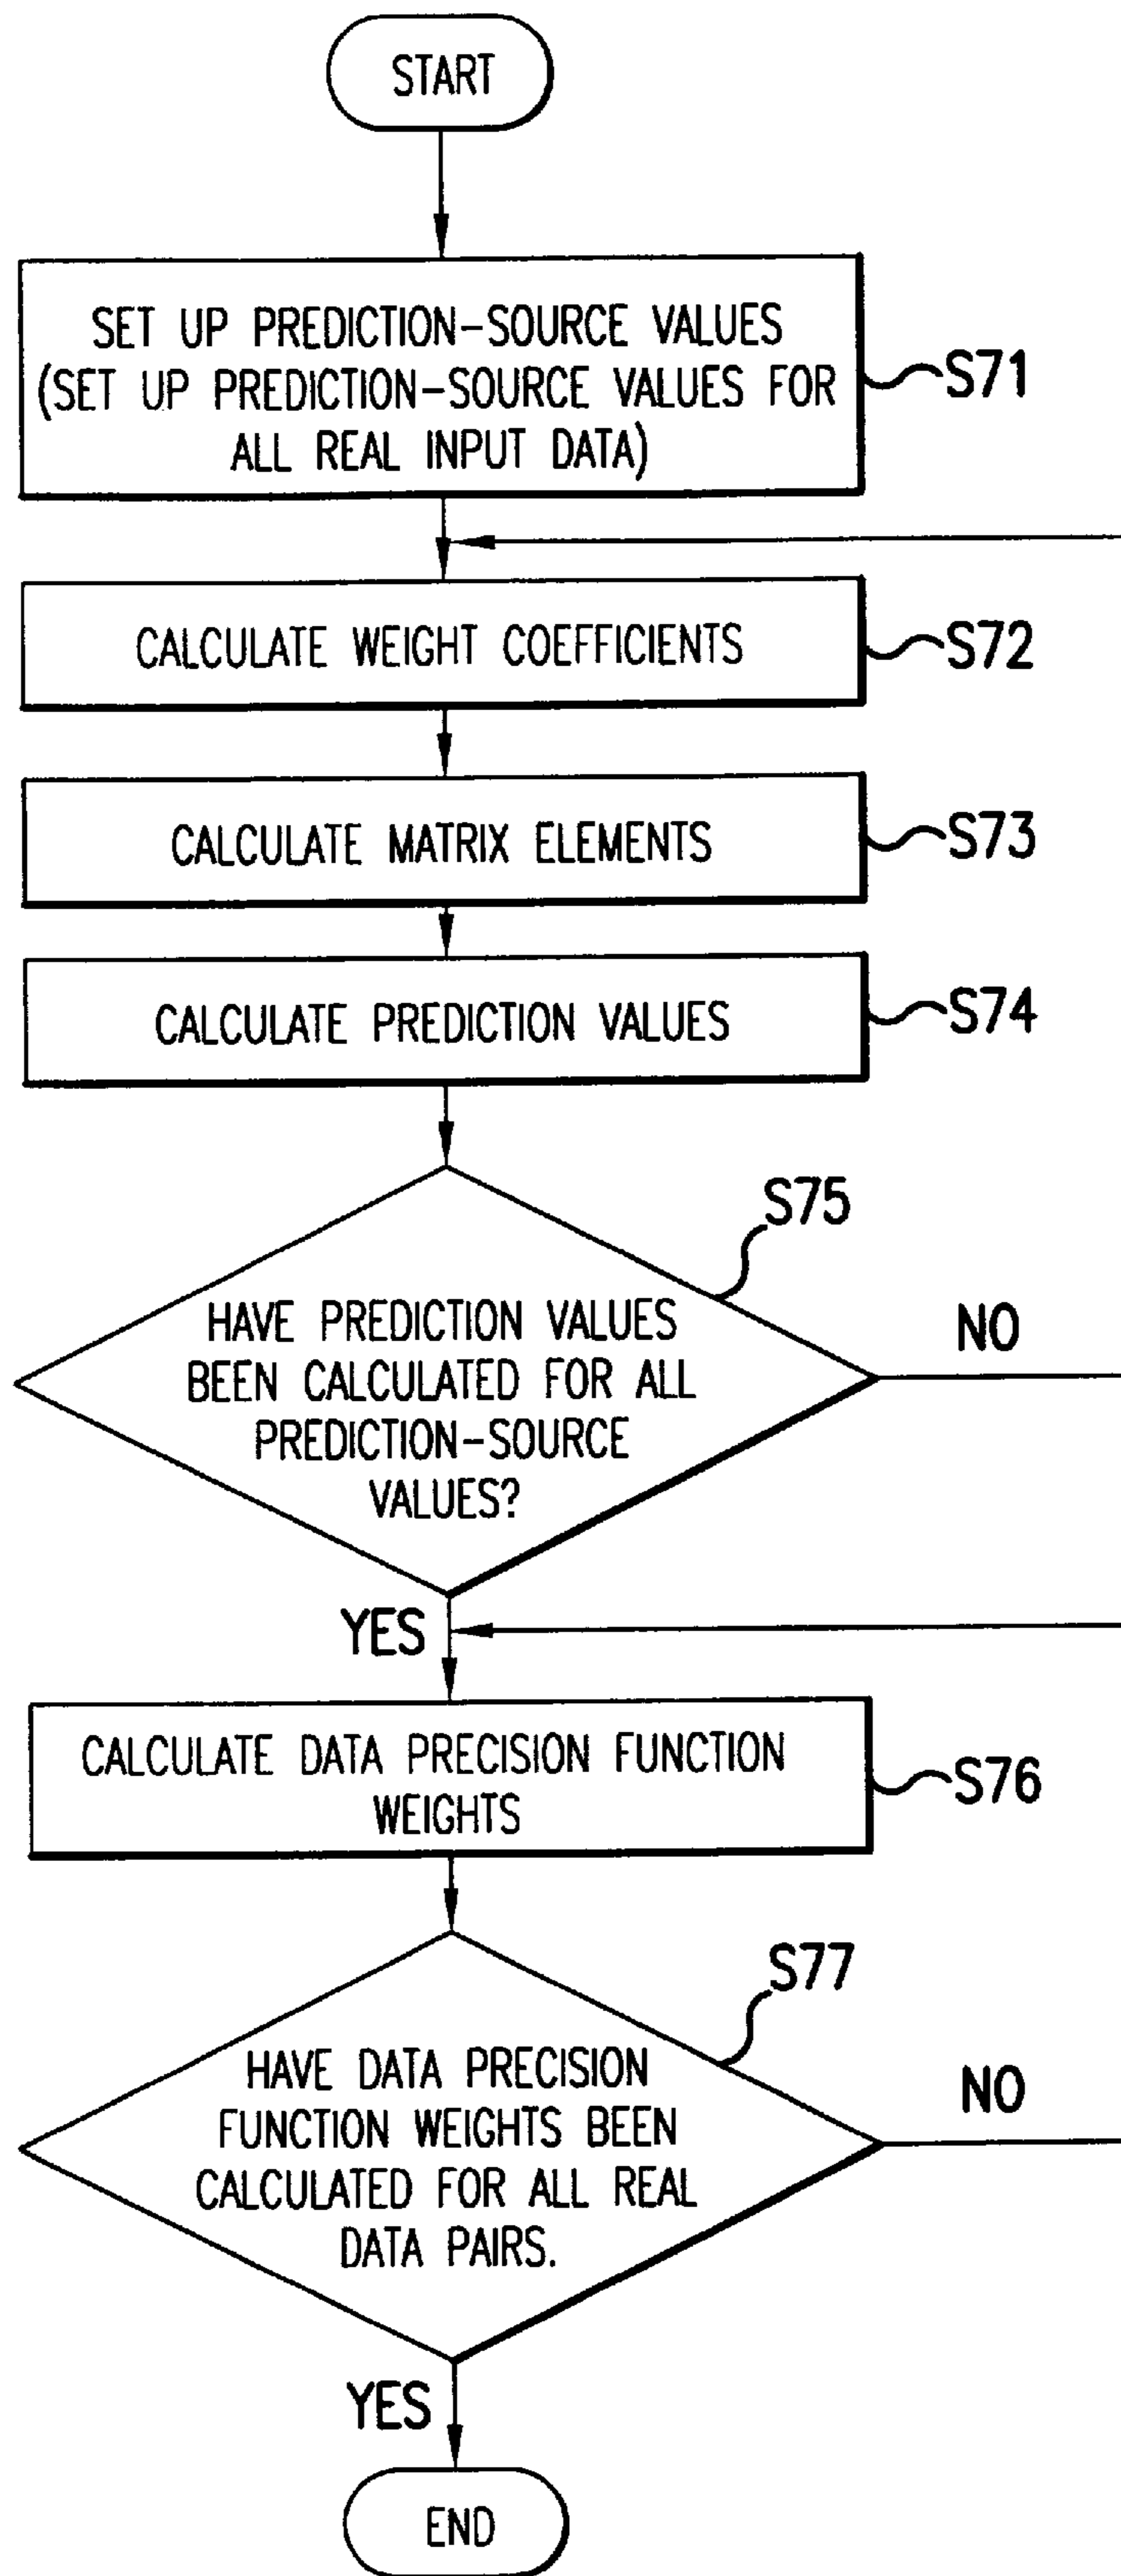 START
SET UP PREDICTION-SOURCE VALUES
(SET UP PREDICTION-SOURCE VALUES FOR
ALL REAL INPUT DATA)
S71
CALCULATE WEIGHT COEFFICIENTS
S72
CALCULATE MATRIX ELEMENTS
S73
CALCULATE PREDICTION VALUES
S74
S75
HAVE PREDICTION VALUES
BEEN CALCULATED FOR ALL
PREDICTION-SOURCE
VALUES?
NO
YES
CALCULATE DATA PRECISION FUNCTION
WEIGHTS
S76
S77
HAVE DATA PRECISION
FUNCTION WEIGHTS BEEN
CALCULATED FOR ALL REAL
DATA PAIRS.
NO
YES
END